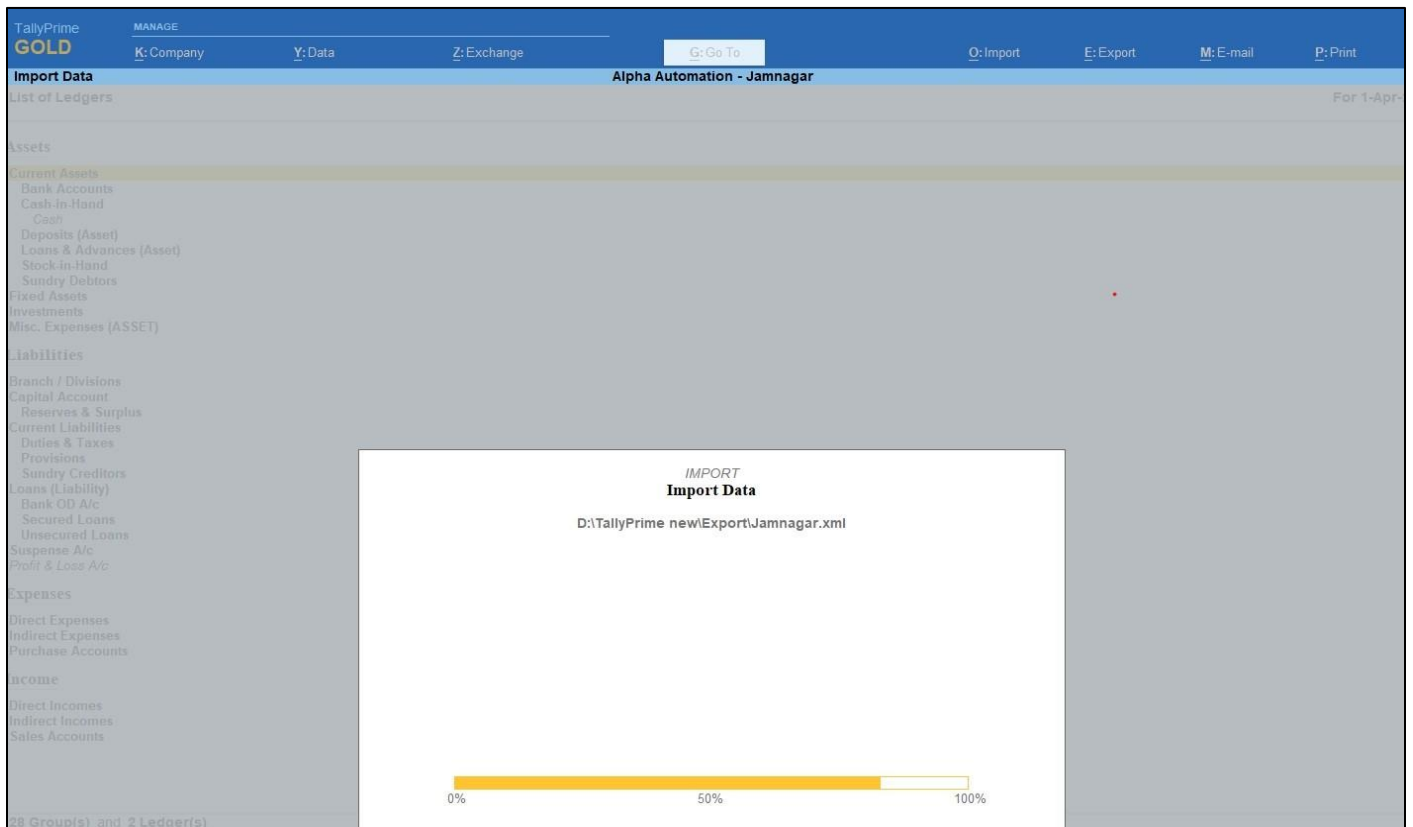 TallyPrime
GOLD
MANAGE
K: Company Y: Data Z: Exchange G: Go To O: Import E: Export M: E-mail P: Print
Import Data Alpha Automation - Jamnagar
List of Ledgers For 1-Apr-
Assets
Current Assets
Bank Accounts
Cash-in-Hand
Cash
Deposits (Asset)
Loans & Advances (Asset)
Stock-in-Hand
Sundry Debtors
Fixed Assets
Investments
Misc. Expenses (ASSET)
Liabilities
Branch / Divisions
Capital Account
Reserves & Surplus
Current Liabilities
Duties & Taxes
Provisions
Sundry Creditors
Loans (Liability)
Bank OD A/c
Secured Loans
Unsecured Loans
Suspense A/c
Profit & Loss A/c
Expenses
Direct Expenses
Indirect Expenses
Purchase Accounts
Income
Direct Incomes
Indirect Incomes
Sales Accounts
28 Group(s) and 2 Ledger(s)
IMPORT
Import Data
D:\TallyPrime new\Export\Jamnagar.xml
0% 50% 100%